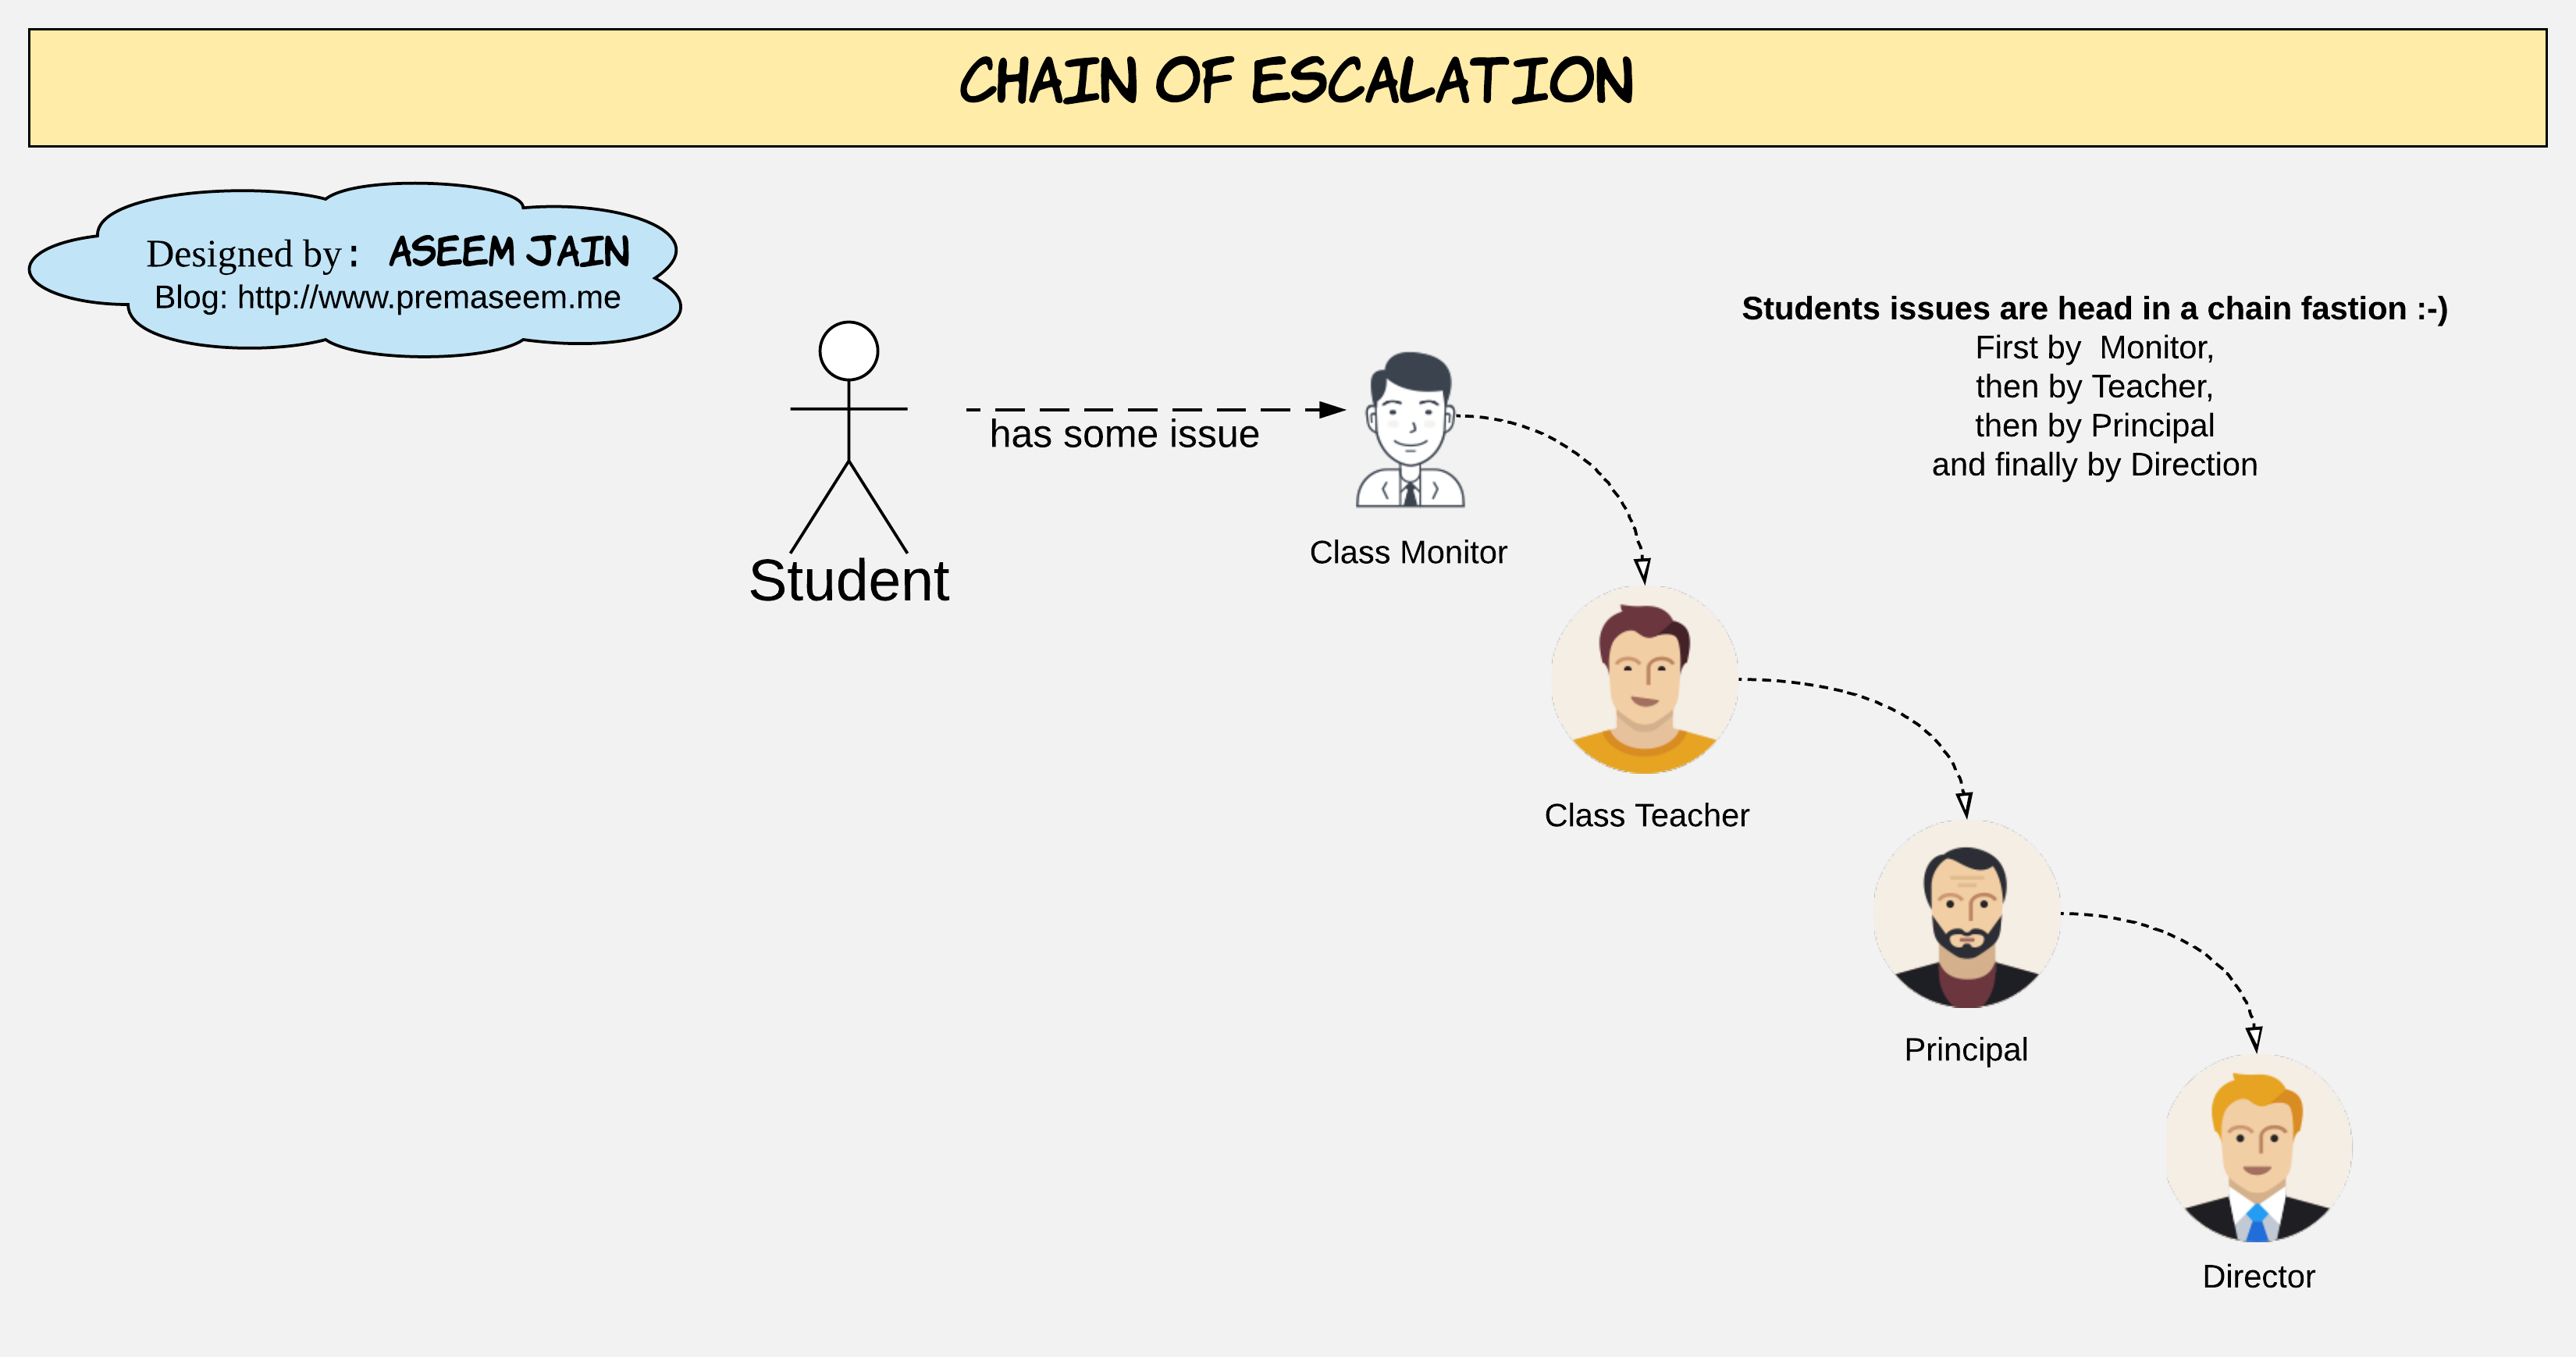 CHAIN OF ESCALATION
Designed by: ASEEM JAIN
Blog: http://www.premaseem.me
Students issues are head in a chain fastion :-)
First by  Monitor,
then by Teacher,
then by Principal
and finally by Direction
has some issue
Student
Class Monitor
Class Teacher
Principal
Director